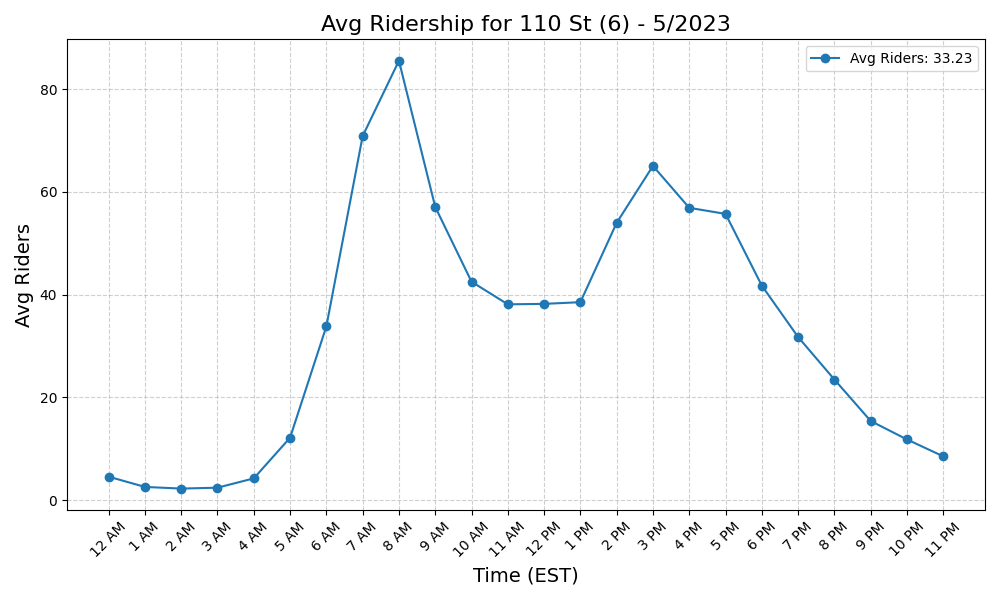 Avg Ridership for 110 St (6) - 5/2023
Avg Riders: 33.23
Avg Riders
80
60
40
20
0
12 AM
1 AM
2 AM
3 AM
4 AM
5 AM
6 AM
7 AM
8 AM
9 AM
10 AM
11 AM
12 PM
1 PM
2 PM
3 PM
4 PM
5 PM
6 PM
7 PM
8 PM
9 PM
10 PM
11 PM
Time (EST)